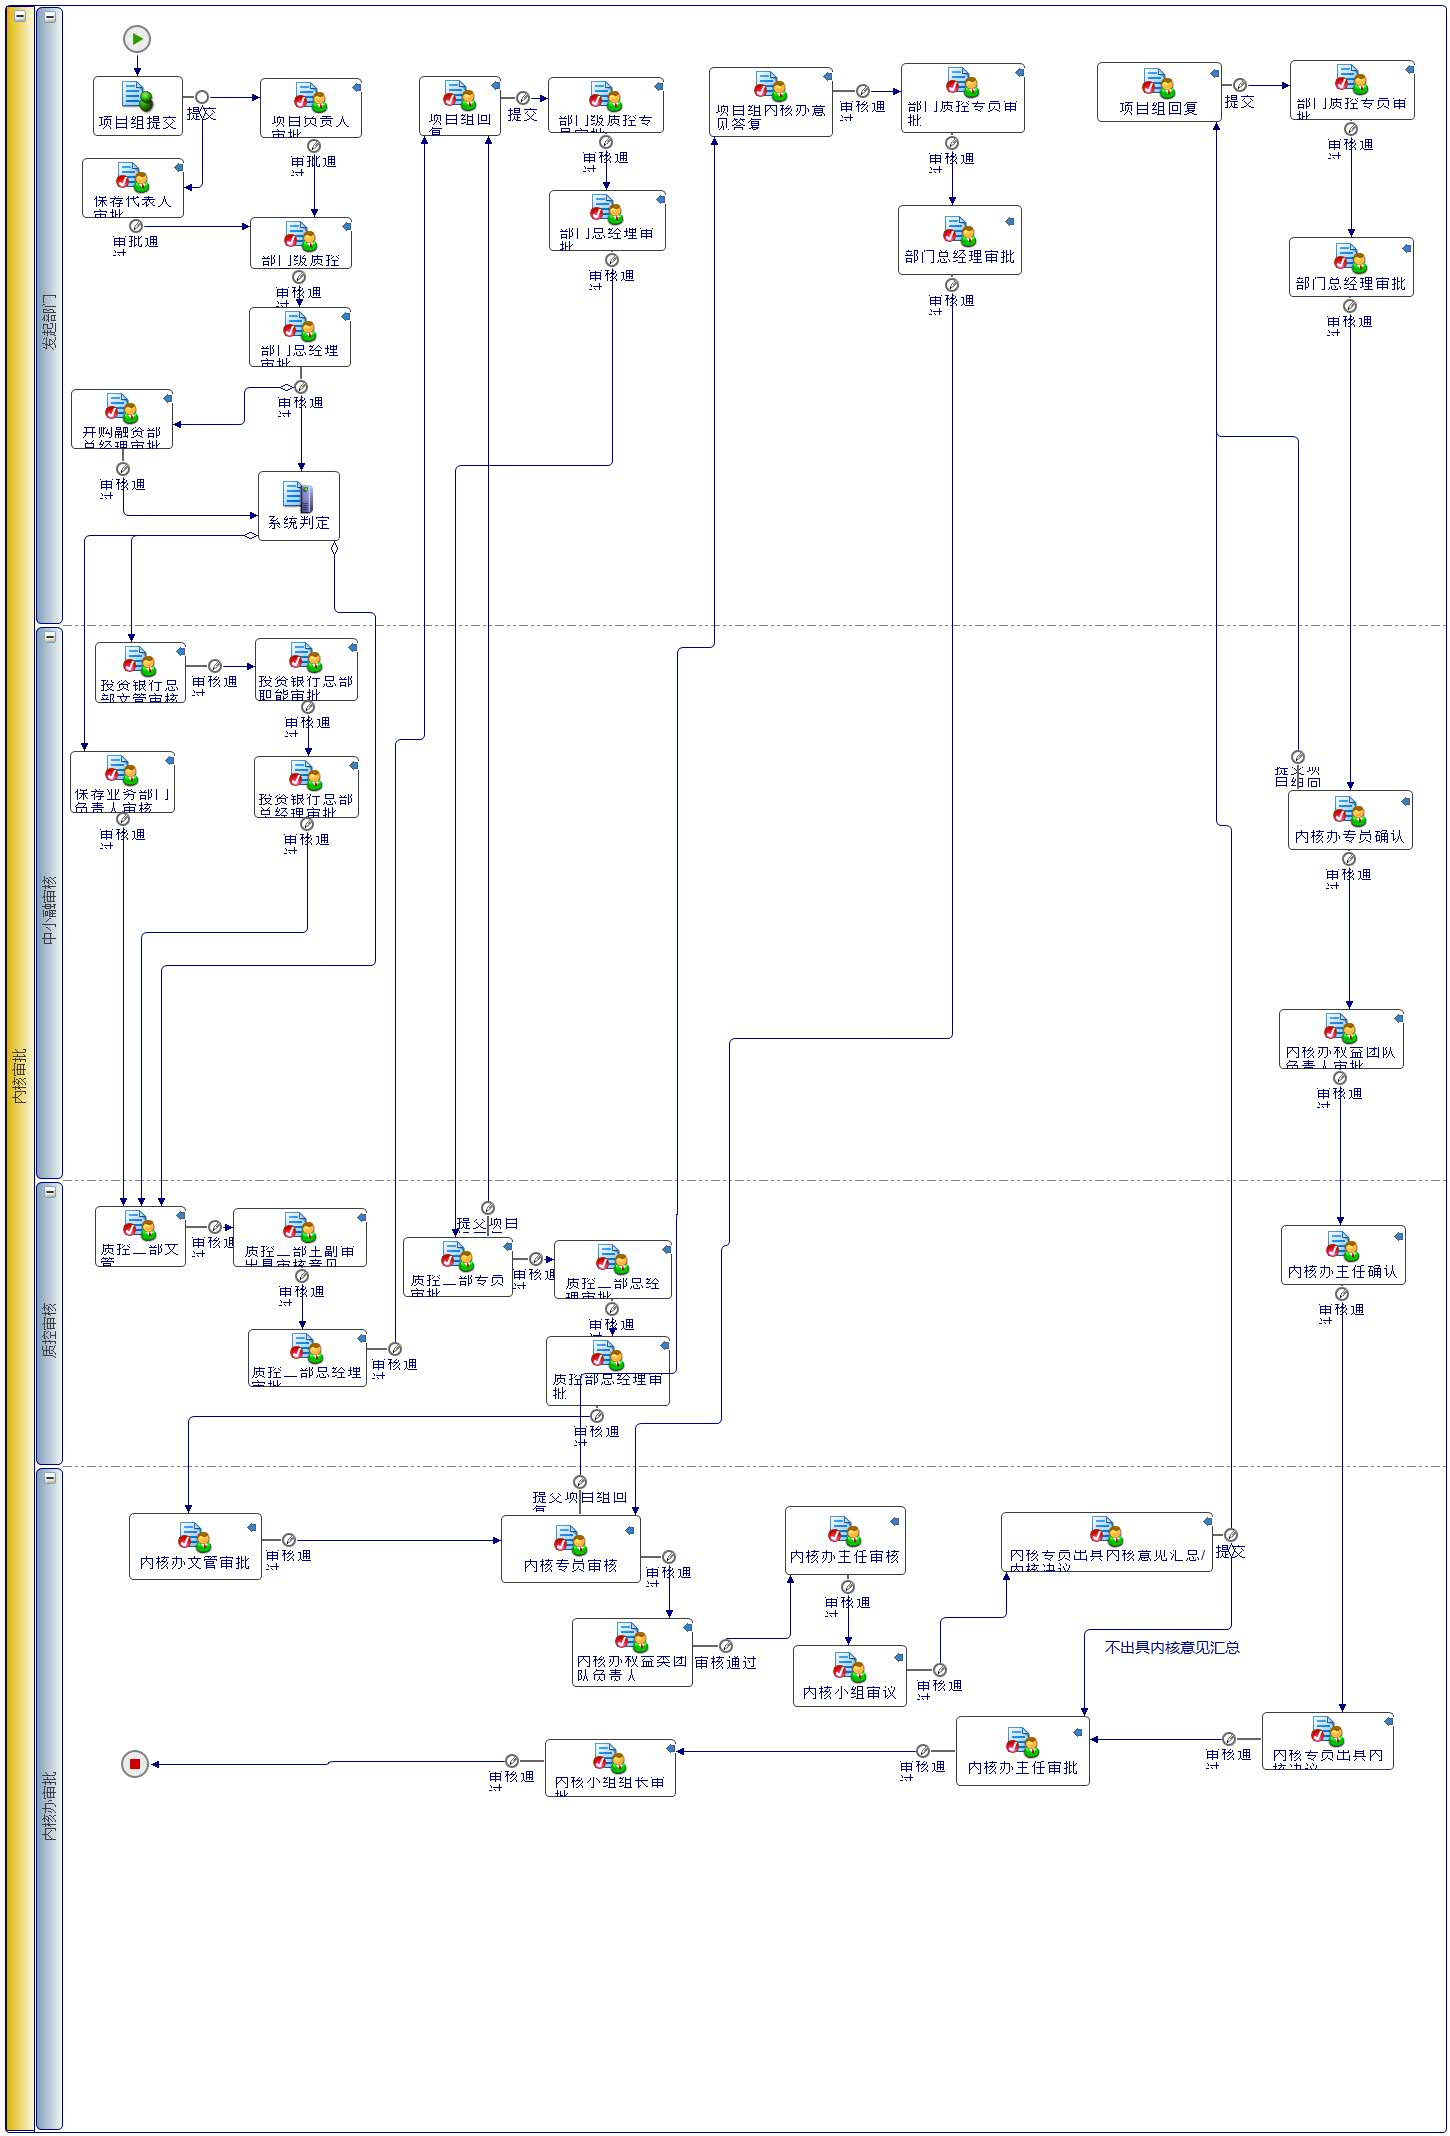 内核审批
发起部门
项目组提交
提交
项目负责人
审批
审批通
过
保存代表人
审批
审批通
过
部门级质控
审核通
过
部门总经理
审批
审核通
过
并购融资部
总经理审批
审核通
过
系统判定
项目组回
复
提交
部门级质控专
员审批
审核通
过
部门总经理审
批
审核通
过
项目组内核办意
见答复
审核通
过
部门质控专员审
批
审核通
过
部门总经理审批
审核通
过
项目组回复
提交
部门质控专员审
批
审核通
过
部门总经理审批
审核通
过
中小融审核
投资银行总
部文管审核
审核通
过
投资银行总部
职能审批
审核通
过
保存业务部门
负责人审核
审核通
过
投资银行总部
总经理审批
审核通
过
提交项
目组回
内核办专员确认
审核通
过
内核办权益团队
负责人审批
审核通
过
质控审核
质控二部文
管
审核通
过
质控二部主副审
出具审核意见
审核通
过
质控二部总经理
审批
审核通
过
提交项目
质控二部专员
审批
审核通
过
质控二部总经
理审批
审核通
过
质控部总经理审
批
审核通
过
内核办主任确认
审核通
过
内核办审批
内核办文管审批
审核通
过
提交项目组回
复
内核专员审核
审核通
过
内核办权益类团
队负责人
审核通过
内核办主任审核
审核通
过
内核小组审议
审核通
过
内核专员出具内核意见汇总/
内核决议
提交
不出具内核意见汇总
内核专员出具内
核决议
审核通
过
内核办主任审批
审核通
过
内核小组组长审
批
审核通
过